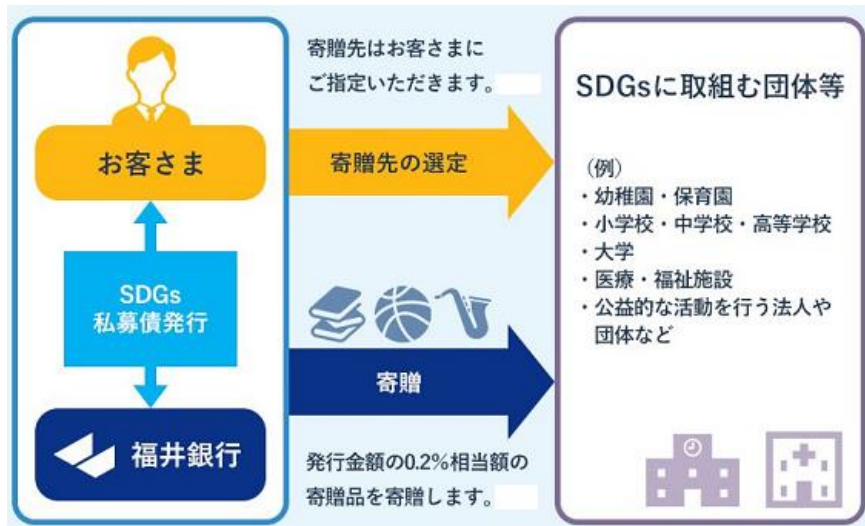 寄贈先はお客さまに
ご指定いただきます。
お客さま
寄贈先の選定
SDGs
私募債発行
寄贈
福井銀行
発行金額の0.2%相当額の
寄贈品を寄贈します。
SDGsに取組む団体等
(例)
・幼稚園・保育園
・小学校・中学校・高等学校
・大学
・医療・福祉施設
・公益的な活動を行う法人や
団体など